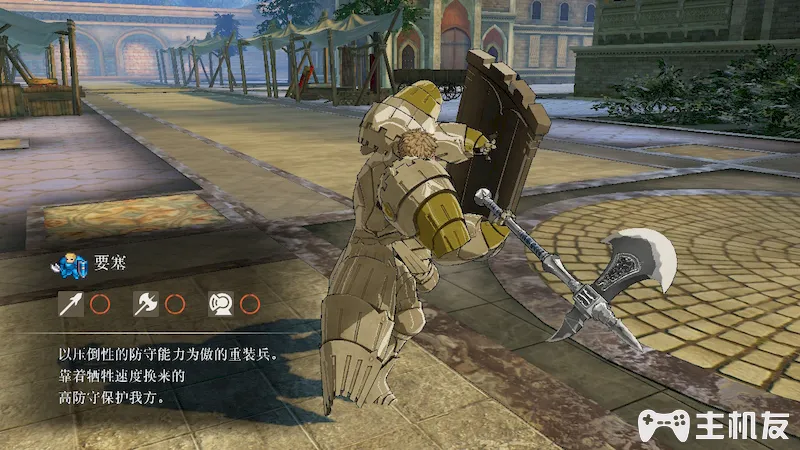 要塞
以压倒性的防守能力为傲的重装兵。
靠着牺牲速度换来的
高防守保护我方。
主机友